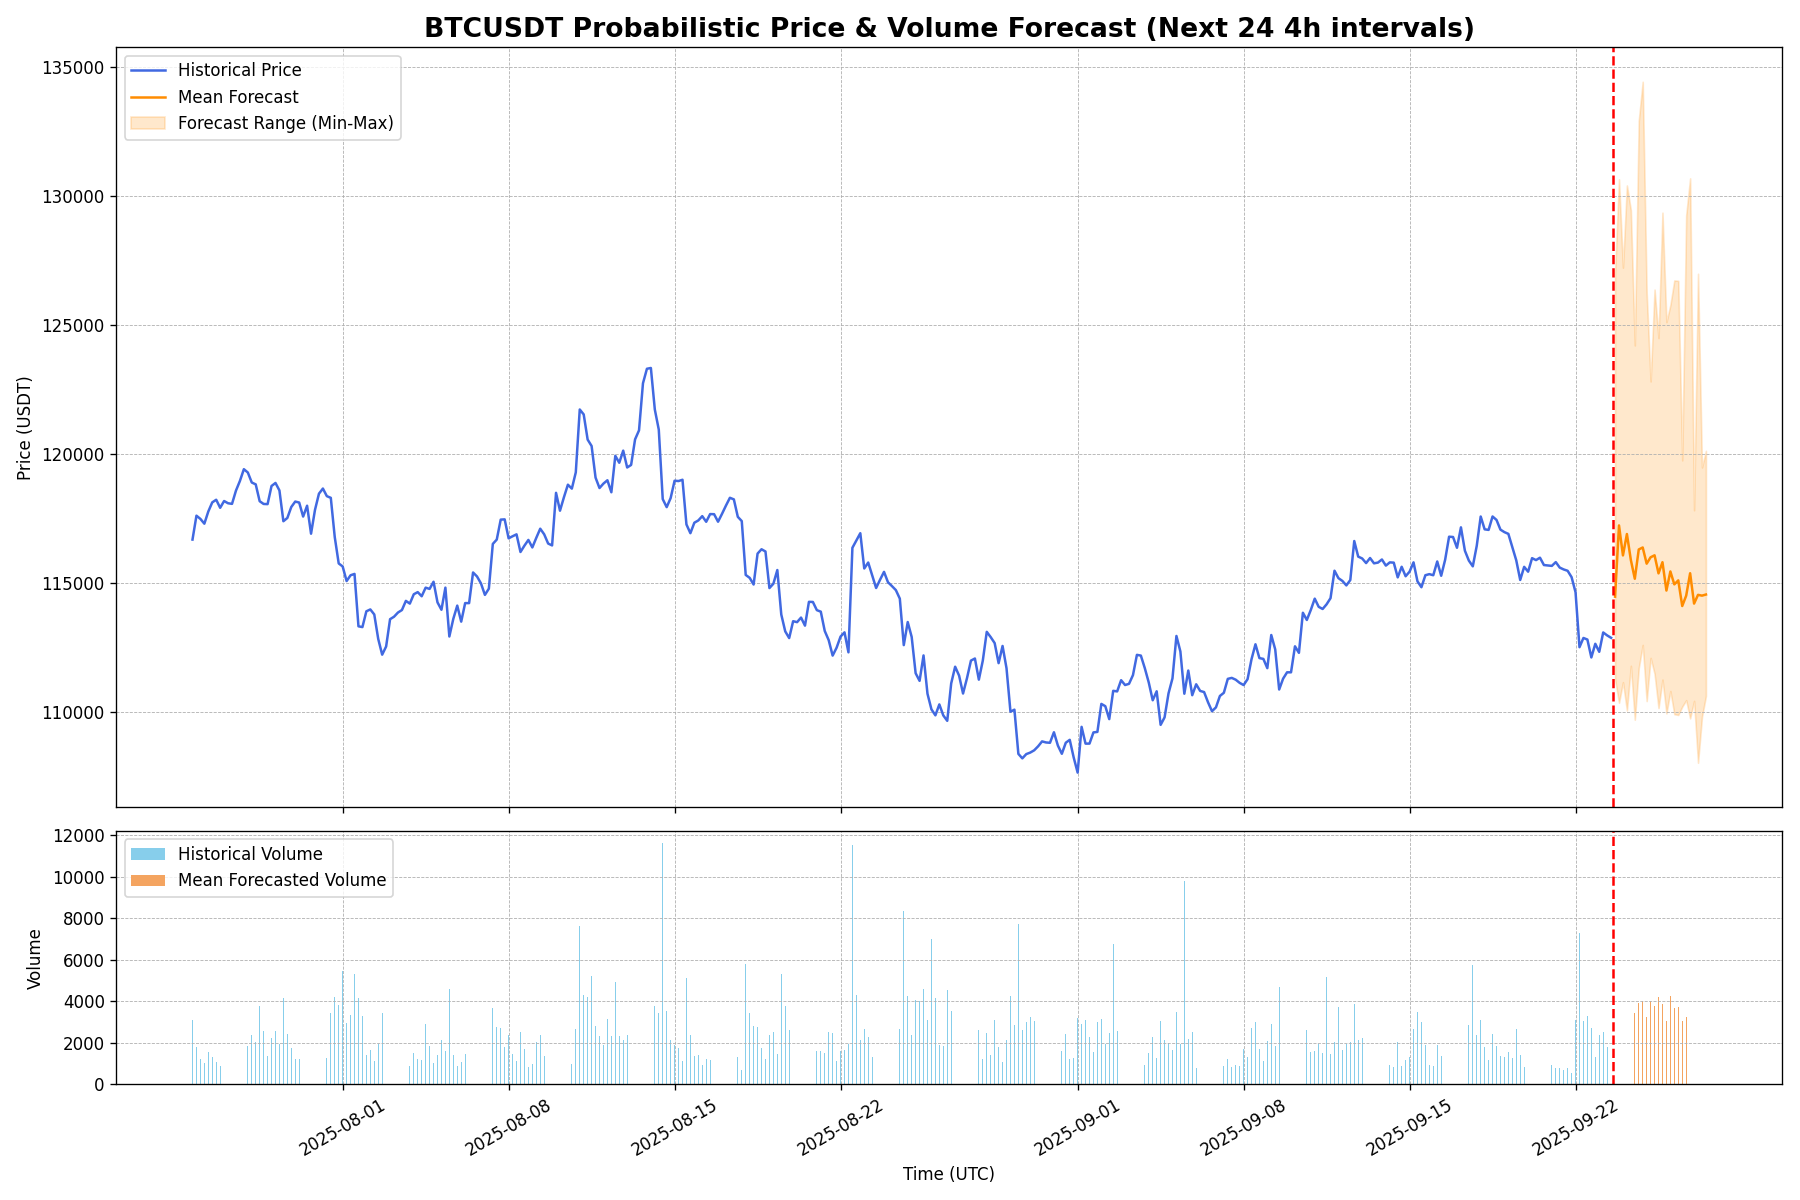 BTCUSDT Probabilistic Price & Volume Forecast (Next 24 4h intervals)
Historical Price
Mean Forecast
Forecast Range (Min-Max)
135000
130000
125000
120000
115000
110000
Price (USDT)
Historical Volume
Mean Forecasted Volume
12000
10000
8000
6000
4000
2000
0
Volume
2025-08-01
2025-08-08
2025-08-15
2025-08-22
2025-09-01
2025-09-08
2025-09-15
2025-09-22
Time (UTC)